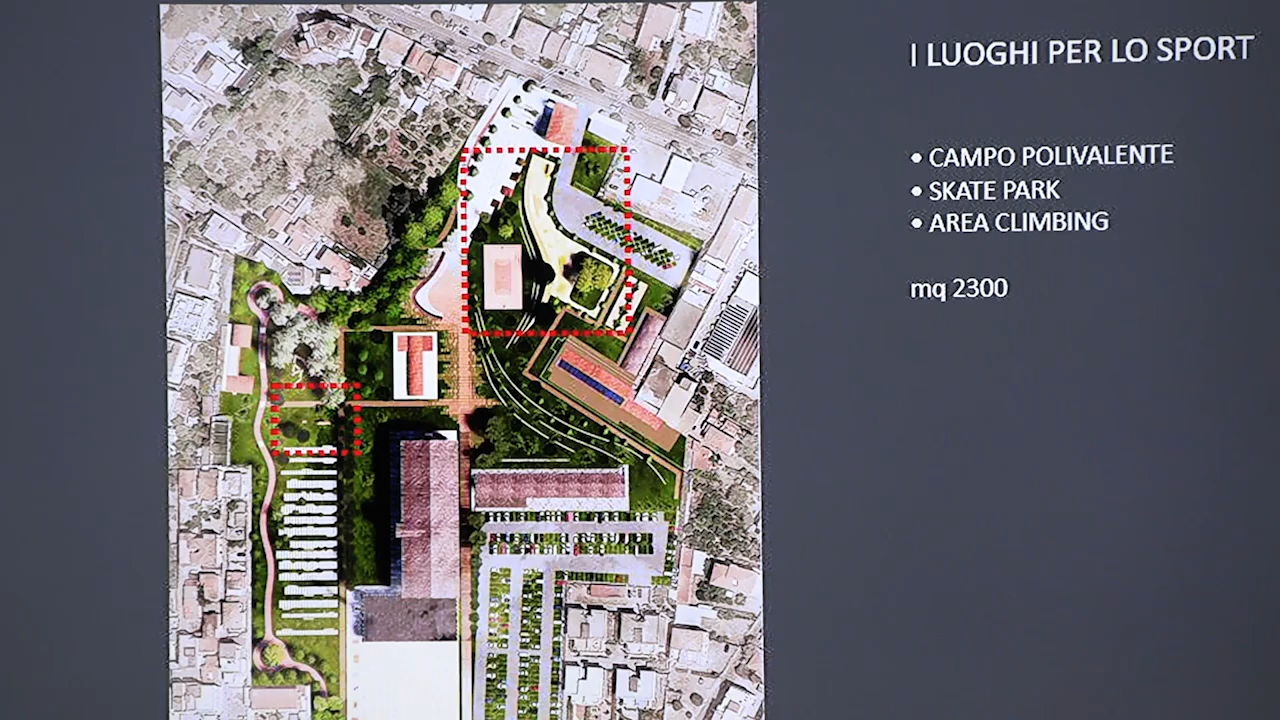 I LUOGHI PER LO SPORT
• CAMPO POLIVALENTE
• SKATE PARK
• AREA CLIMBING
mq 2300